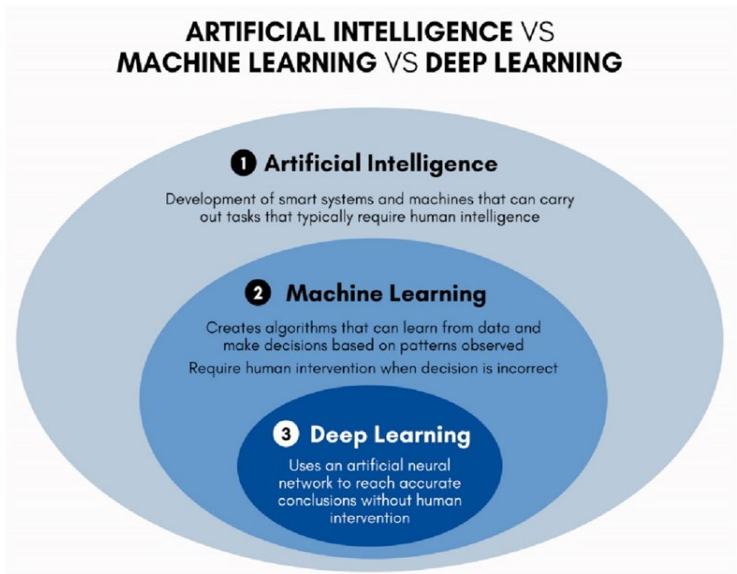 ARTIFICIAL INTELLIGENCE VS
MACHINE LEARNING VS DEEP LEARNING
1 Artificial Intelligence
Development of smart systems and machines that can carry
out tasks that typically require human intelligence
2 Machine Learning
Creates algorithms that can learn from data and
make decisions based on patterns observed
Require human intervention when decision is incorrect
3 Deep Learning
Uses an artificial neural
network to reach accurate
conclusions without human
intervention